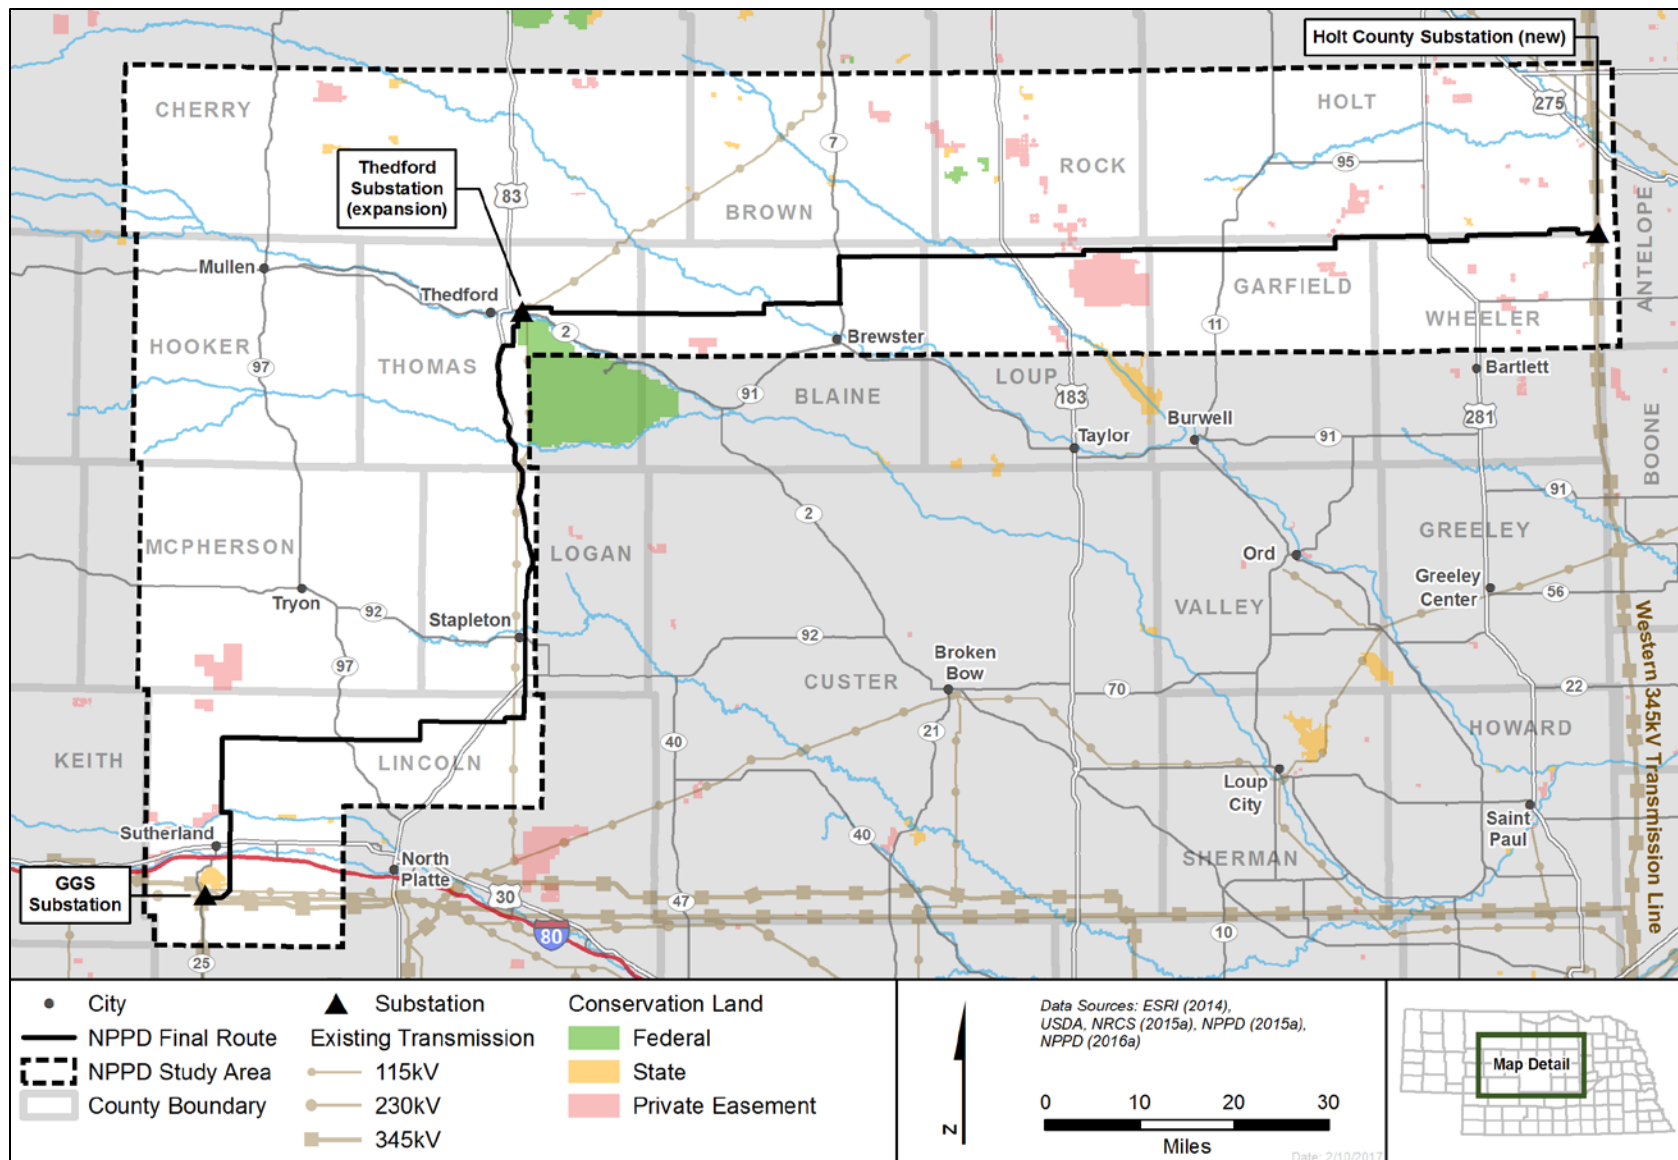 Holt County Substation (new)
CHERRY
HOLT
275
7
Thedford
Substation
(expansion)
83
ROCK
95
BROWN
ANTELOPE
Mullen
Thedford
GARFIELD
WHEELER
2
11
Brewster
HOOKER
THOMAS
97
LOUP
Bartlett
91
BLAINE
183
281
Burwell
Taylor
91
BOONE
91
2
GREELEY
MCPHERSON
LOGAN
Ord
Greeley
Center
56
Tryon
92
Stapleton
VALLEY
92
97
Broken
Bow
CUSTER
70
22
Western 345kV Transmission Line
HOWARD
21
40
KEITH
LINCOLN
Loup
City
Saint
Paul
Sutherland
40
SHERMAN
North
Platte
GGS
Substation
30
47
80
10
25
City
NPPD Final Route
NPPD Study Area
County Boundary
Substation
Existing Transmission
115kV
230kV
345kV
Conservation Land
Federal
State
Private Easement
N
Data Sources: ESRI (2014),
USDA, NRCS (2015a), NPPD (2015a),
NPPD (2016a)
0 10 20 30
Miles
Map Detail
Date: 2/10/2017